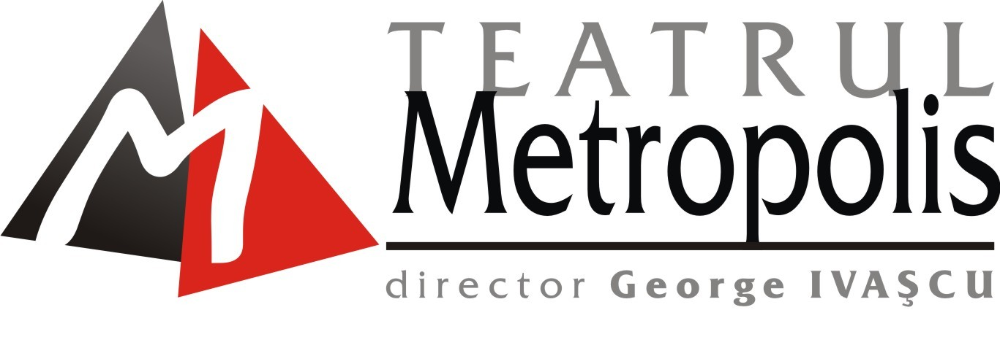 TEATRUL
Metropolis
director George IVAŞCU